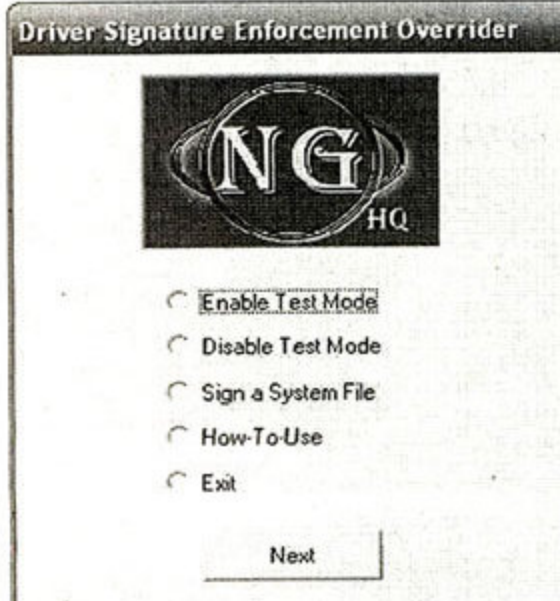 Driver Signature Enforcement Overrider
NG
HQ
Enable Test Mode
Disable Test Mode
Sign a System File
How-To-Use
Exit
Next